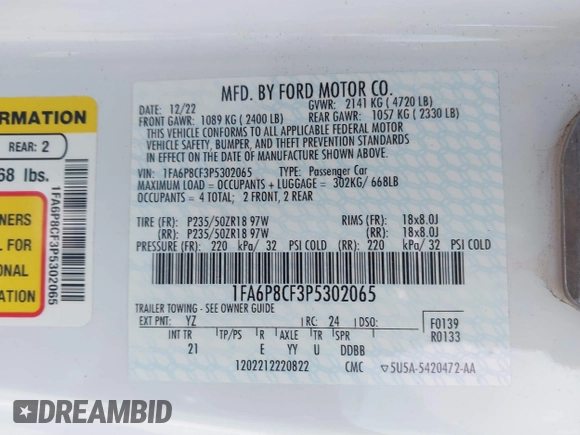 MFD. BY FORD MOTOR CO.
DATE: 12/22 GVWR: 2141 KG (4720 LB)
FRONT GAWR: 1089 KG (2400 LB) REAR GAWR: 1057 KG (2330 LB)
THIS VEHICLE CONFORMS TO ALL APPLICABLE FEDERAL MOTOR
VEHICLE SAFETY, BUMPER, AND THEFT PREVENTION STANDARDS
IN EFFECT ON THE DATE OF MANUFACTURE SHOWN ABOVE.
VIN: 1FA6P8CF3P5302065 TYPE: Passenger Car
MAXIMUM LOAD = OCCUPANTS + LUGGAGE = 302KG/ 668LB
OCCUPANTS = 4 TOTAL; 2 FRONT, 2 REAR
TIRE (FR): P235/50ZR18 97W RIMS (FR): 18x8.0J
(RR): P235/50ZR18 97W (RR): 18x8.0J
PRESSURE (FR): 220 kPa/ 32 PSI COLD (RR): 220 kPa/ 32 PSI COLD
1FA6P8CF3P5302065
TRAILER TOWING - SEE OWNER GUIDE
EXT PNT: YZ RC: 24 DSO: F0139
R0133
INT TR TP/PS R AXLE TR SPR
21 E YY U DDBB
1202212220822 CMC 5U5A-5420472-AA
ORMATION
REAR: 2
68 lbs.
1FA6P8CF3P5302065
NERS
L FOR
ONAL
ATION
DREAMBID